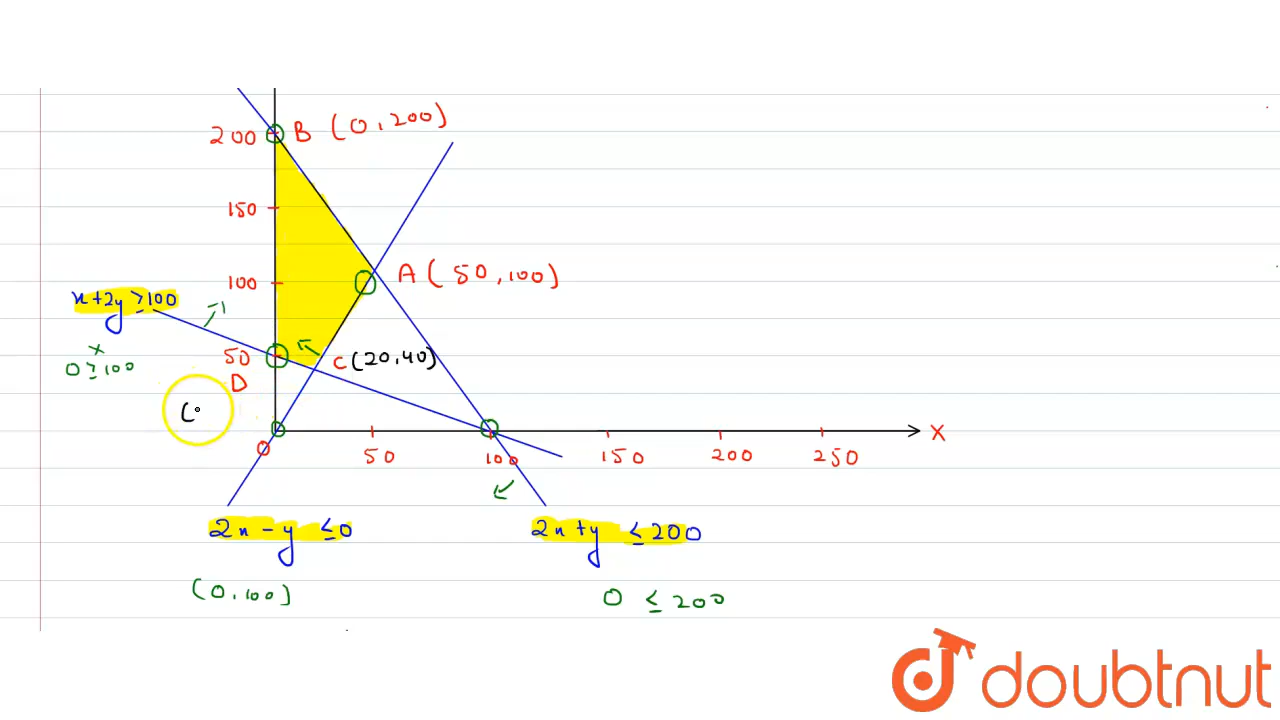 200 B (0,200)
150
100 A (50,100)
x+2y ≥100
x
0≥100
50 C (20,40)
D
(
0 50 100 150 200 250 X
2x-y ≤0 2x+y ≤200
(0,100) 0 ≤ 200
doubtnut